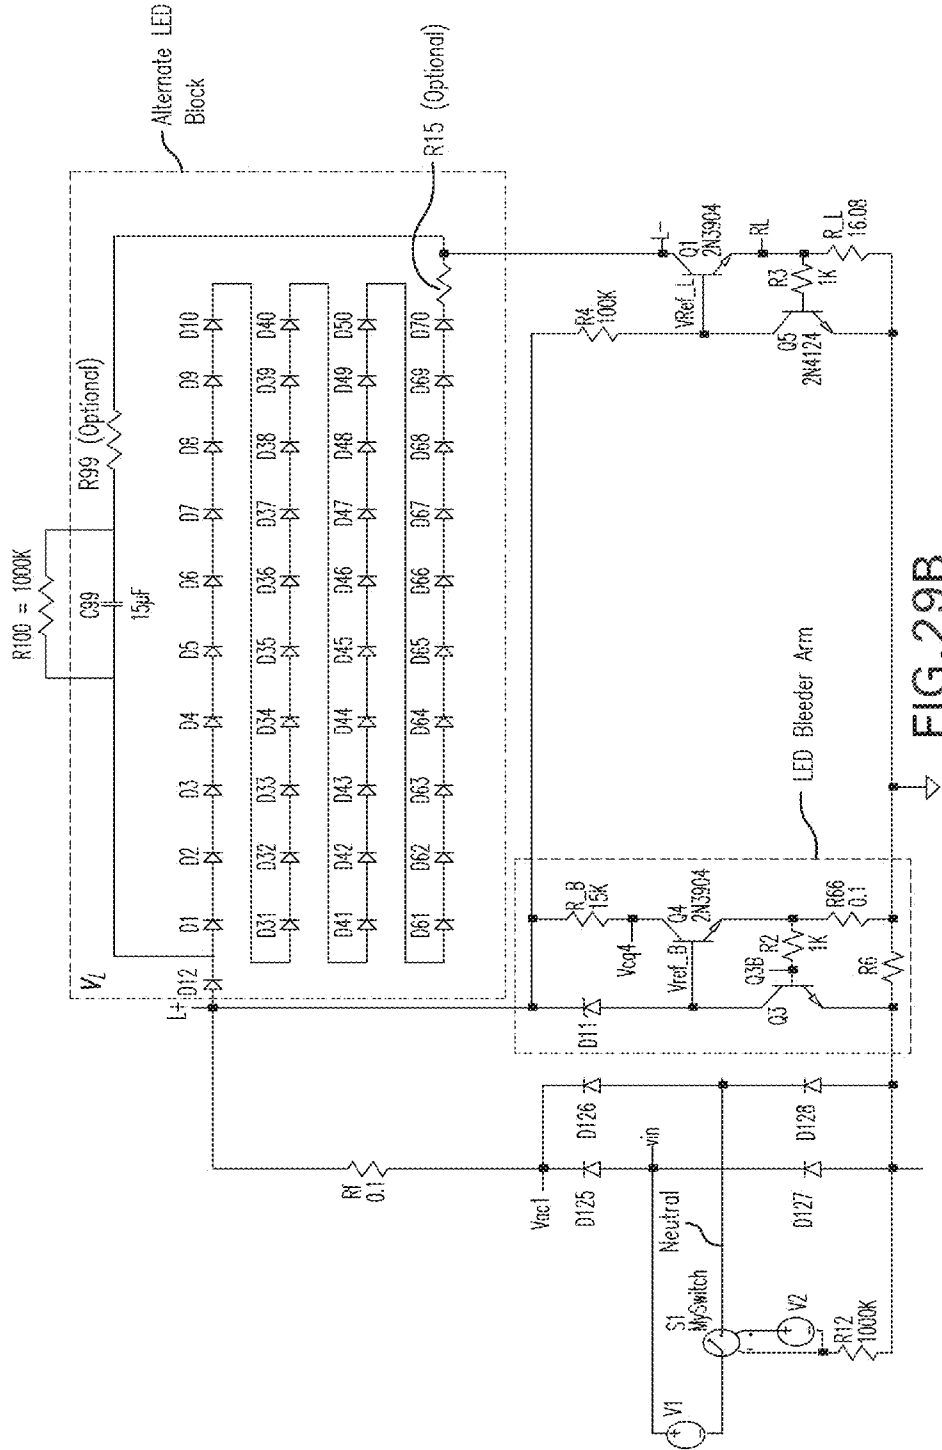 Alternate LED
Block
R15 (Optional)
R99 (Optional)
R100 = 1000K
C99
15µF
VL
D12
L+
D1
D2
D3
D4
D5
D6
D7
D8
D9
D10
D31
D32
D33
D34
D35
D36
D37
D38
D39
D40
D41
D42
D43
D44
D45
D46
D47
D48
D49
D50
D61
D62
D63
D64
D65
D66
D67
D68
D69
D70
Rf
0.1
Vac1
D125
D126
vin
Neutral
D127
D128
S1
MySwitch
V1
+
-
V2
+
-
R12
1000K
LED Bleeder Arm
R_B
15K
Vcq4
Q4
2N3904
D11
Vref_B
Q3B
Q3
R2
1K
R66
0.1
R6
R4
100K
L-
Q1
2N3904
VRef_L
RL
R3
1K
R_L
16.08
Q5
2N4124
FIG.29B